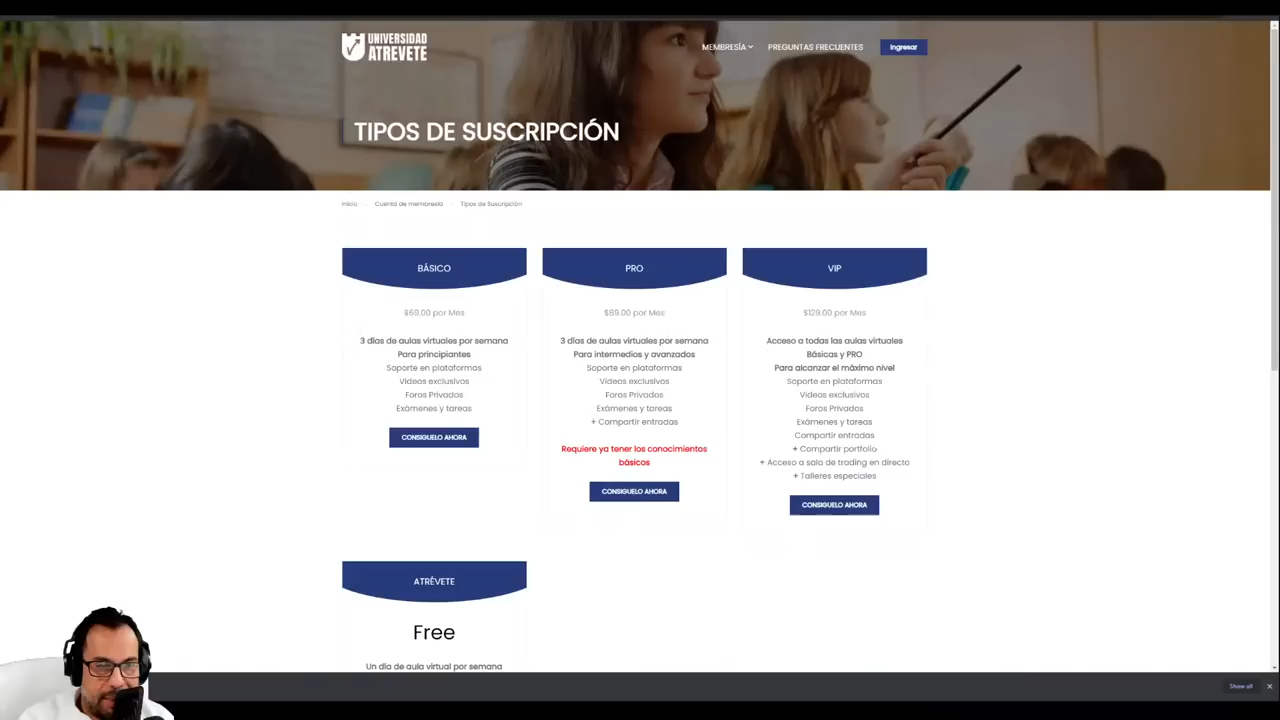 UNIVERSIDAD
ATREVETE
MEMBRESÍA
PREGUNTAS FRECUENTES
Ingresar
TIPOS DE SUSCRIPCIÓN
Inicio
Cuenta de membresía
Tipos de Suscripción
BÁSICO
$69.00 por Mes
3 días de aulas virtuales por semana
Para principiantes
Soporte en plataformas
Vídeos exclusivos
Foros Privados
Exámenes y tareas
CONSIGUELO AHORA
PRO
$89.00 por Mes
3 días de aulas virtuales por semana
Para intermedios y avanzados
Soporte en plataformas
Vídeos exclusivos
Foros Privados
Exámenes y tareas
+ Compartir entradas
Requiere ya tener los conocimientos
básicos
CONSIGUELO AHORA
VIP
$129.00 por Mes
Acceso a todas las aulas virtuales
Básicas y PRO
Para alcanzar el máximo nivel
Soporte en plataformas
Vídeos exclusivos
Foros Privados
Exámenes y tareas
Compartir entradas
+ Compartir portfolio
+ Acceso a sala de trading en directo
+ Talleres especiales
CONSIGUELO AHORA
ATRÉVETE
Free
Un día de aula virtual por semana
Show all